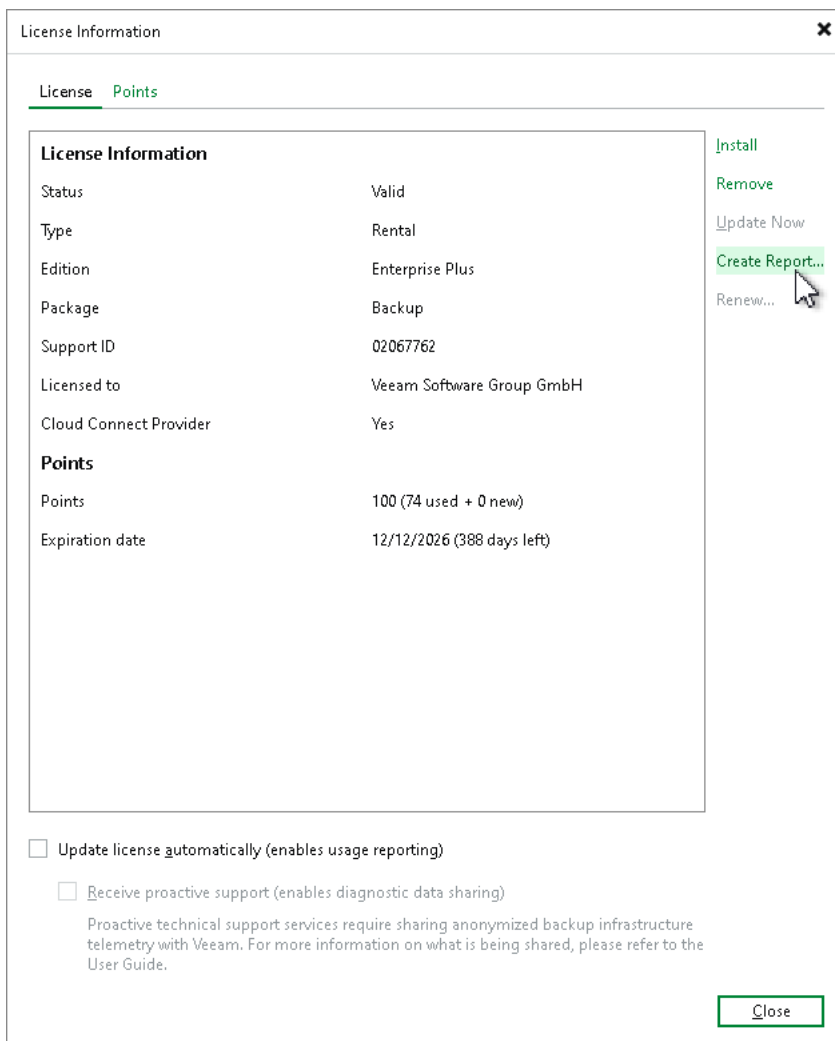 License Information
License Points
License Information
Install
Status Valid
Remove
Type Rental
Update Now
Edition Enterprise Plus
Create Report...
Package Backup
Renew...
Support ID 02067762
Licensed to Veeam Software Group GmbH
Cloud Connect Provider Yes
Points
Points 100 (74 used + 0 new)
Expiration date 12/12/2026 (388 days left)
Update license automatically (enables usage reporting)
Receive proactive support (enables diagnostic data sharing)
Proactive technical support services require sharing anonymized backup infrastructure
telemetry with Veeam. For more information on what is being shared, please refer to the
User Guide.
Close